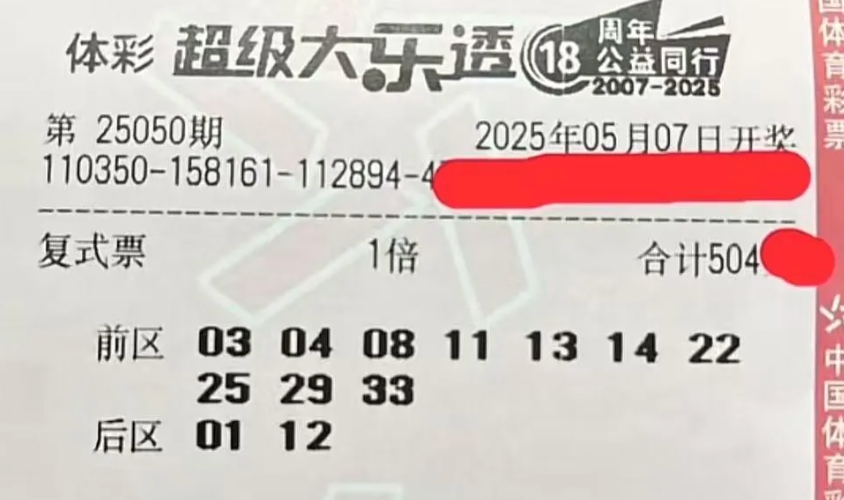 体彩 超级大乐透 18 周年 公益同行 2007-2025
第 25050期 2025年05月07日开奖
110350-158161-112894-4
复式票 1倍 合计504
前区 03 04 08 11 13 14 22
25 29 33
后区 01 12
国体育彩票
中国体育彩